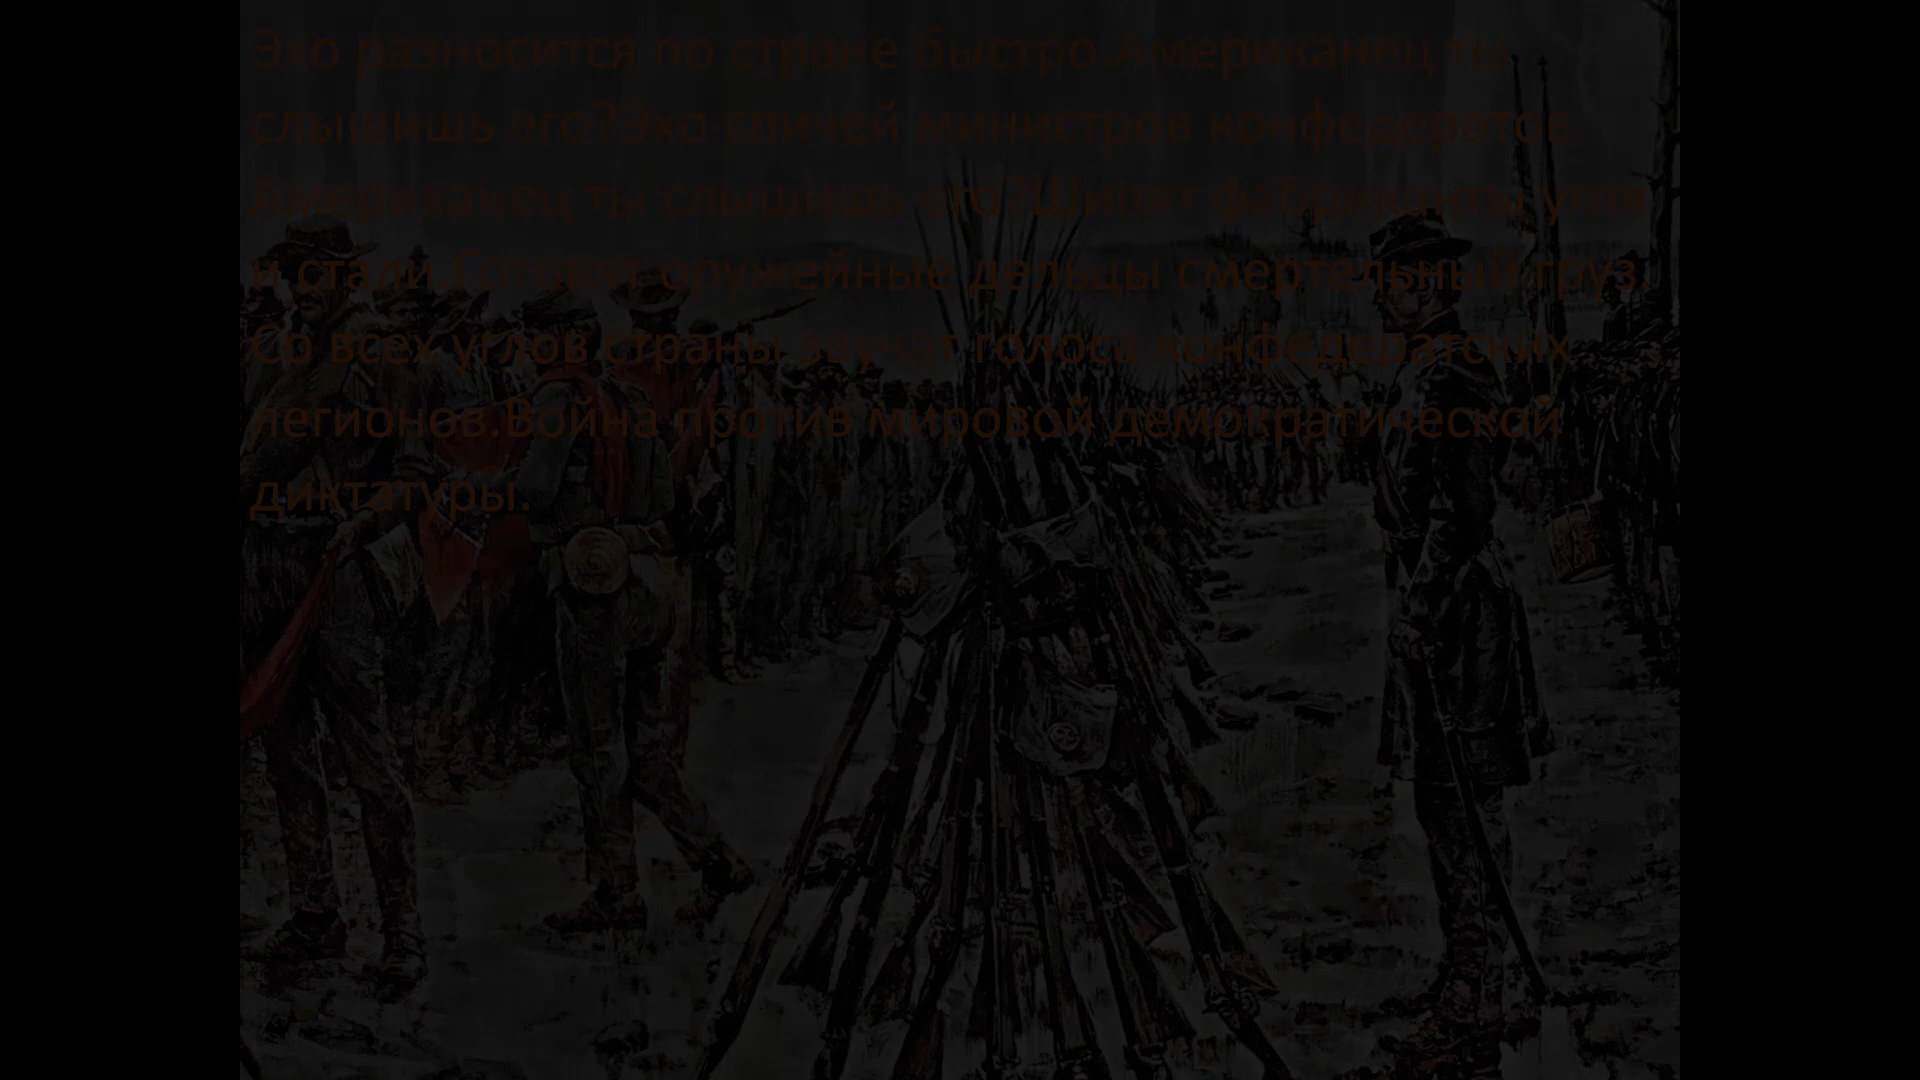 Эхо разносится по стране быстро.Американец ты
слышишь его?Эхо спичей министров конфедератов.
Американец ты слышишь его?Шипят фабриканты угля
и стали.Готовят оружейные дельцы смертельный груз.
Со всех углов страны звучат голоса конфедератских
легионов.Война против мировой демократической
диктатуры.